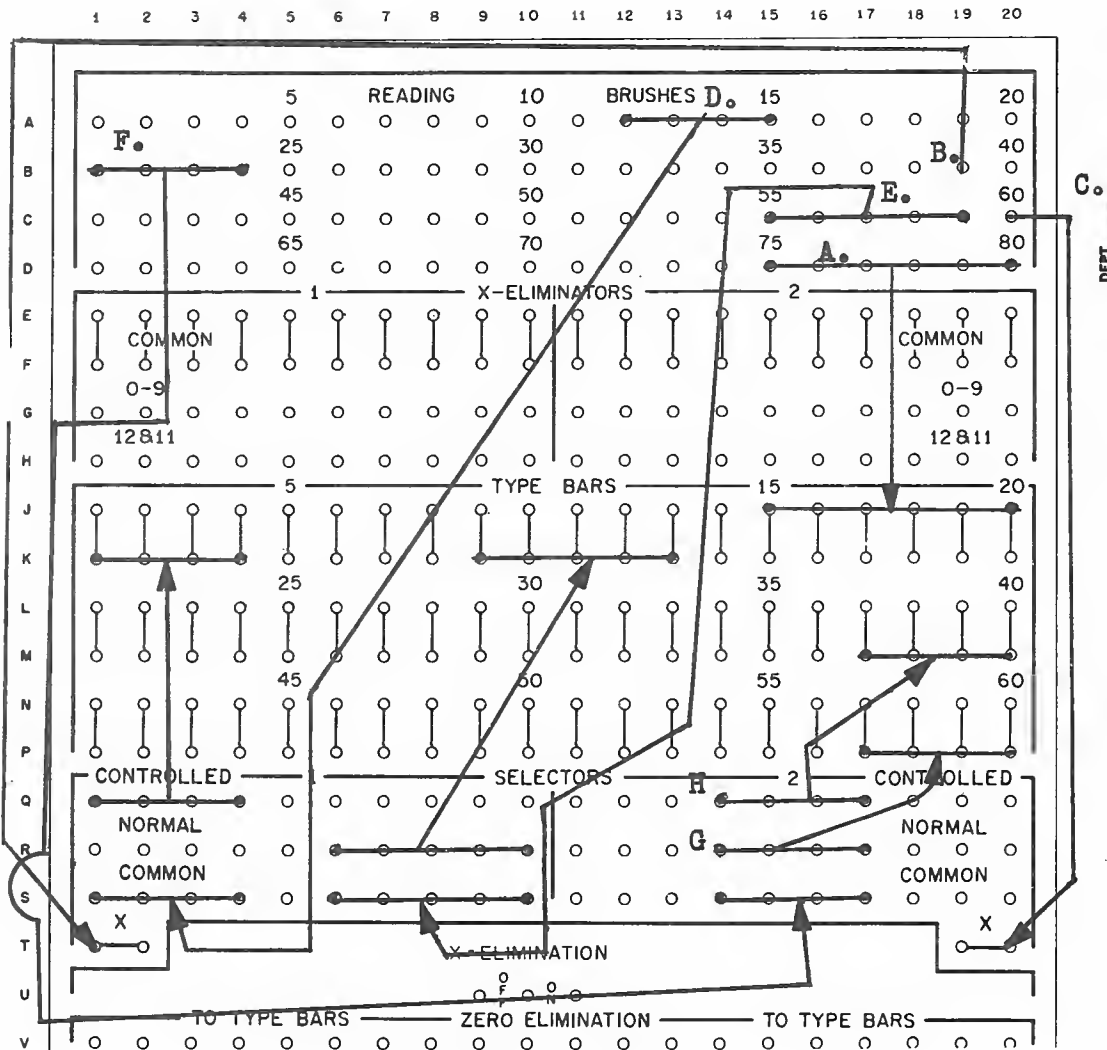 1 2 3 4 5 6 7 8 9 10 11 12 13 14 15 16 17 18 19 20
5 READING 10 BRUSHES D. 15 20
A
F. 25 30 35 B. 40
B
45 50 55 E. 60 C.
C
65 70 75 A. 80
D
DEPT
1 X-ELIMINATORS 2
E
COMMON COMMON
F
0-9 0-9
G
12&11 12&11
H
5 TYPE BARS 15 20
J
K
25 30 35 40
L
M
45 50 55 60
N
P
CONTROLLED 1 SELECTORS 2 CONTROLLED
Q H
NORMAL NORMAL
R G
COMMON COMMON
S
X X
T
X-ELIMINATION
U OFF ON
TO TYPE BARS ZERO ELIMINATION TO TYPE BARS
V